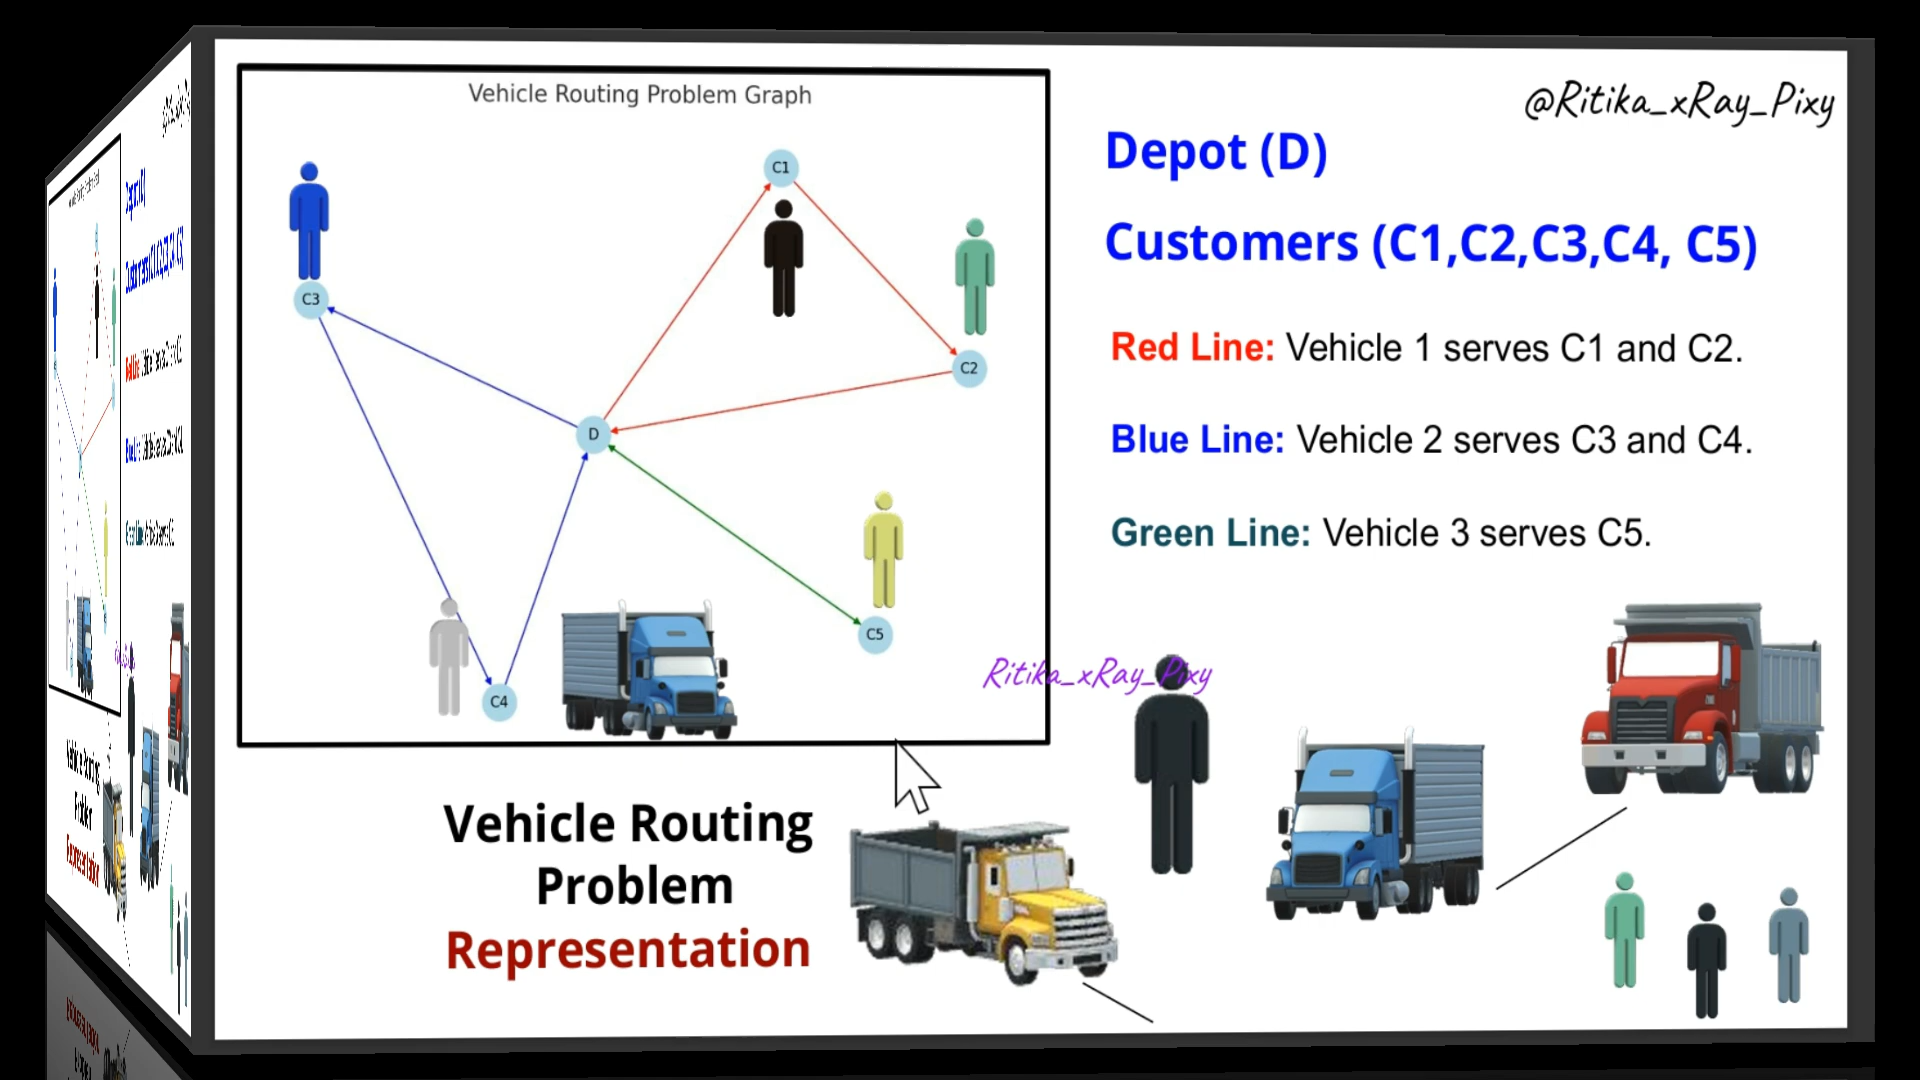 Vehicle Routing Problem Graph
@Ritika_xRay_Pixy
Depot (D)
Customers (C1,C2,C3,C4, C5)
Red Line: Vehicle 1 serves C1 and C2.
Blue Line: Vehicle 2 serves C3 and C4.
Green Line: Vehicle 3 serves C5.
C1
C3
C2
D
C5
C4
Ritika_xRay_Pixy
Vehicle Routing
Problem
Representation